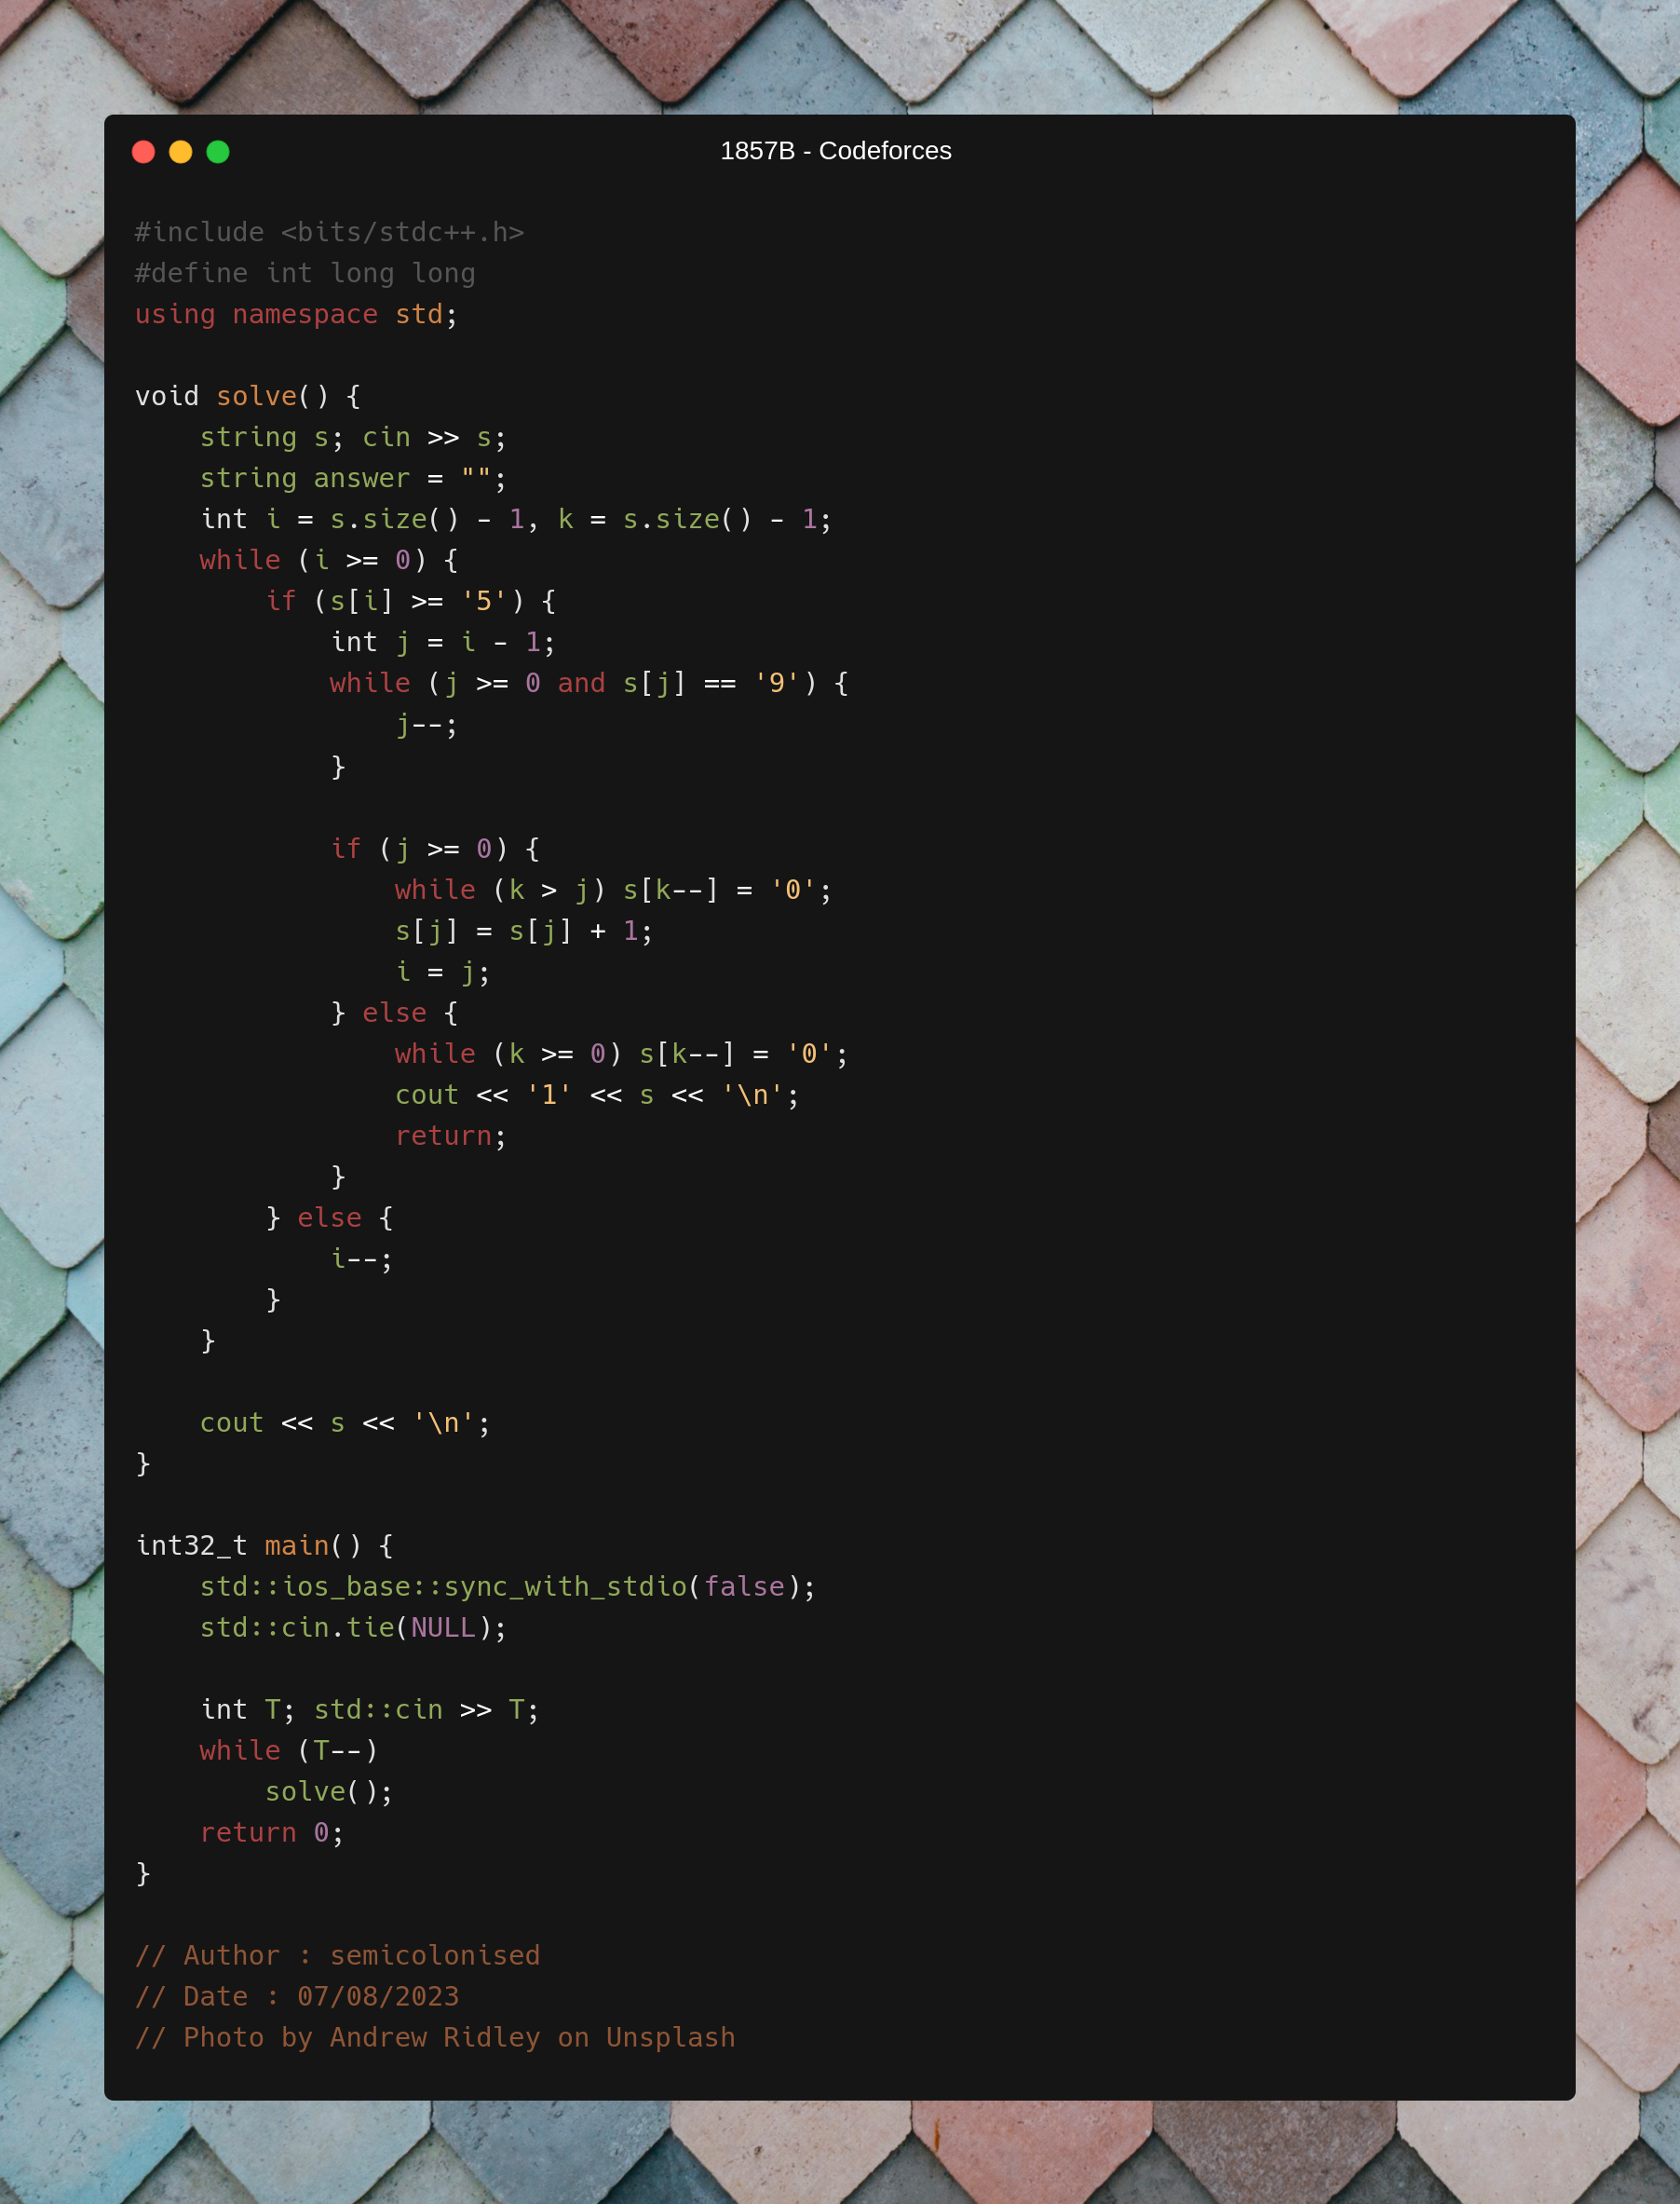 1857B - Codeforces
#include <bits/stdc++.h>
#define int long long
using namespace std;
void solve() {
    string s; cin >> s;
    string answer = "";
    int i = s.size() - 1, k = s.size() - 1;
    while (i >= 0) {
        if (s[i] >= '5') {
            int j = i - 1;
            while (j >= 0 and s[j] == '9') {
                j--;
            }
            if (j >= 0) {
                while (k > j) s[k--] = '0';
                s[j] = s[j] + 1;
                i = j;
            } else {
                while (k >= 0) s[k--] = '0';
                cout << '1' << s << '\n';
                return;
            }
        } else {
            i--;
        }
    }
    cout << s << '\n';
}
int32_t main() {
    std::ios_base::sync_with_stdio(false);
    std::cin.tie(NULL);
    int T; std::cin >> T;
    while (T--)
        solve();
    return 0;
}
// Author : semicolonised
// Date : 07/08/2023
// Photo by Andrew Ridley on Unsplash